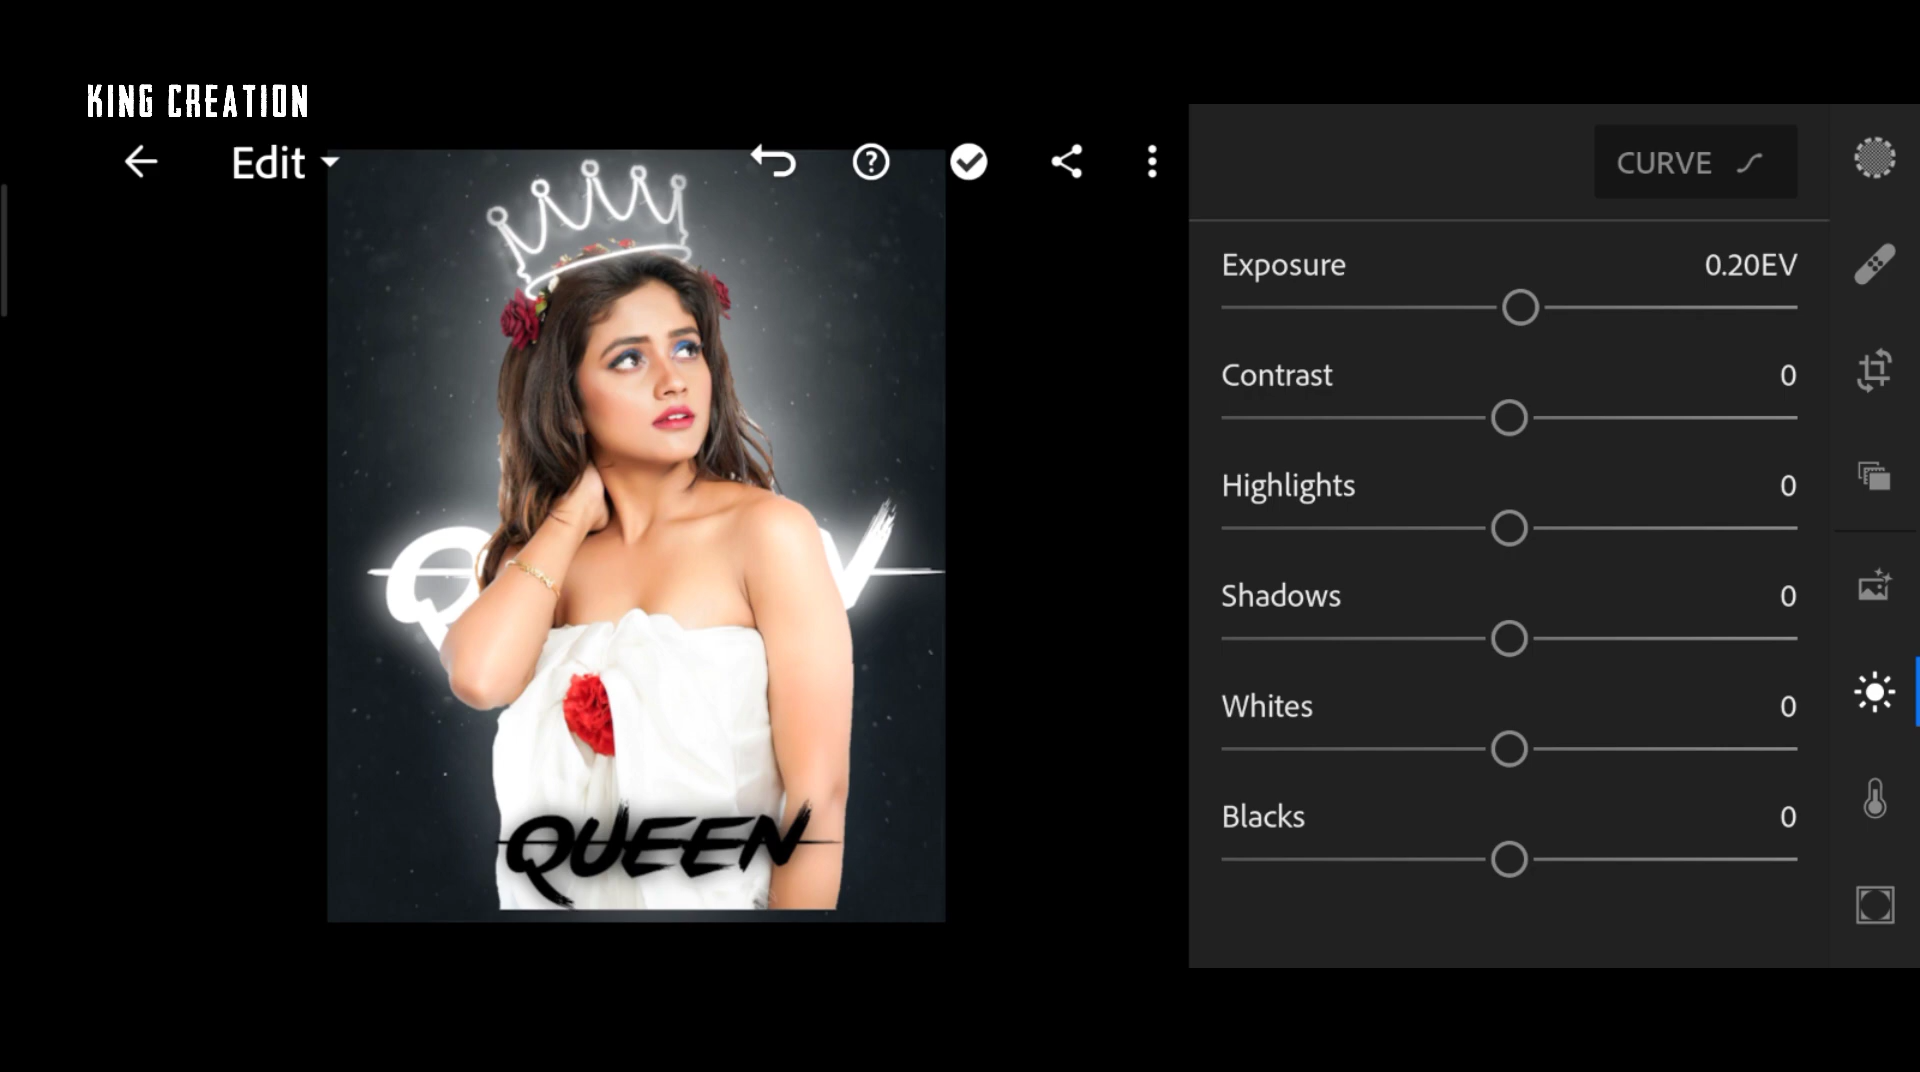 KING CREATION
Edit
CURVE
Exposure 0.20EV
Contrast 0
Highlights 0
Shadows 0
Whites 0
Blacks 0
QUEEN